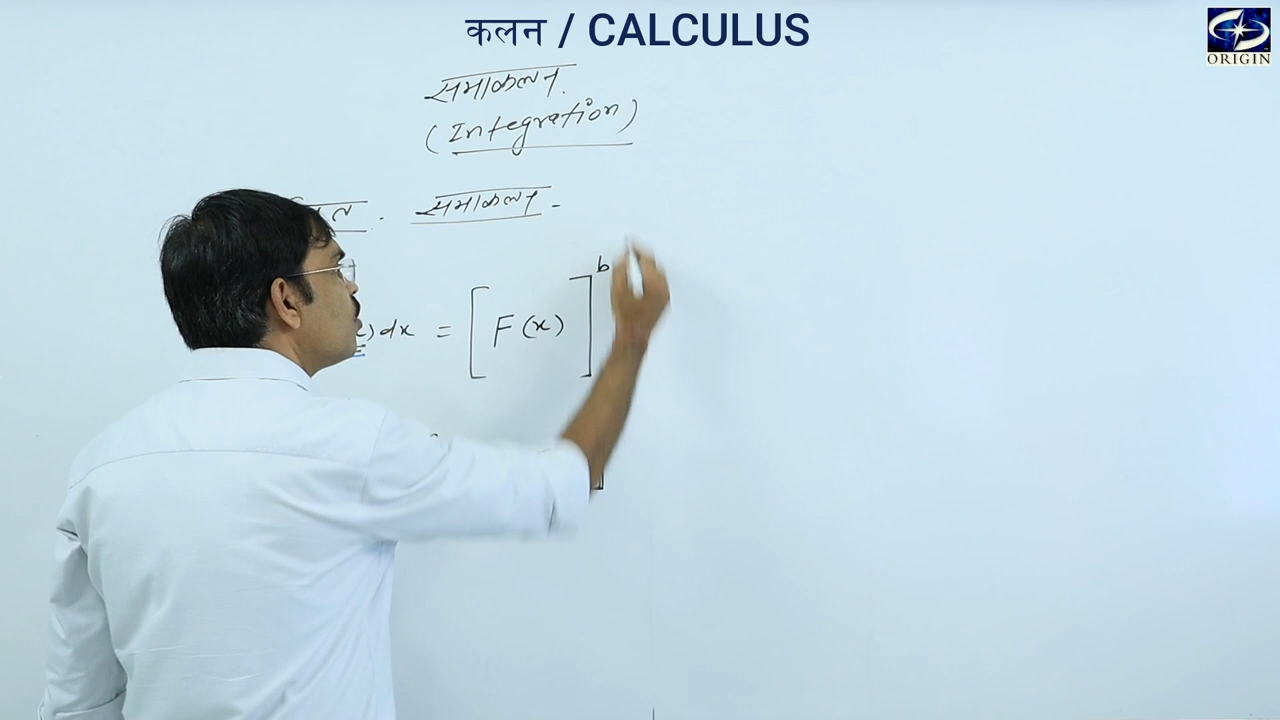 कलन / CALCULUS
ORIGIN
समाकलन.
(Integration)
समाकलन -
) dx = [ F (x) ] b